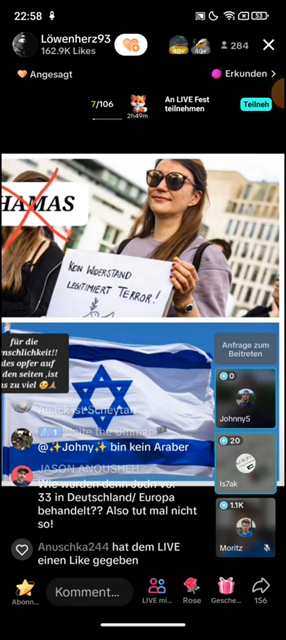 22:58
53
Löwenherz93
162.9K Likes
284
Angesagt
Erkunden >
7/106
2h49m
An LIVE Fest
teilnehmen
Teilneh
HAMAS
KEIN WIDERSTAND
LEGITIMIERT TERROR!
für die
nschlichkeit!!
des opfer auf
den seiten ,ist
us zu viel
Anfrage zum
Beitreten
0
JohnnyS
@✨Johny✨ bin kein Araber
20
Is7ak
JASON ANOUSHEH
Wie wurden denn Judn vor
33 in Deutschland/ Europa
behandelt?? Also tut mal nicht
so!
1.1K
Moritz
Anuschka244 hat dem LIVE
einen Like gegeben
Abonn...
Komment...
LIVE mi...
Rose
Gesche...
156